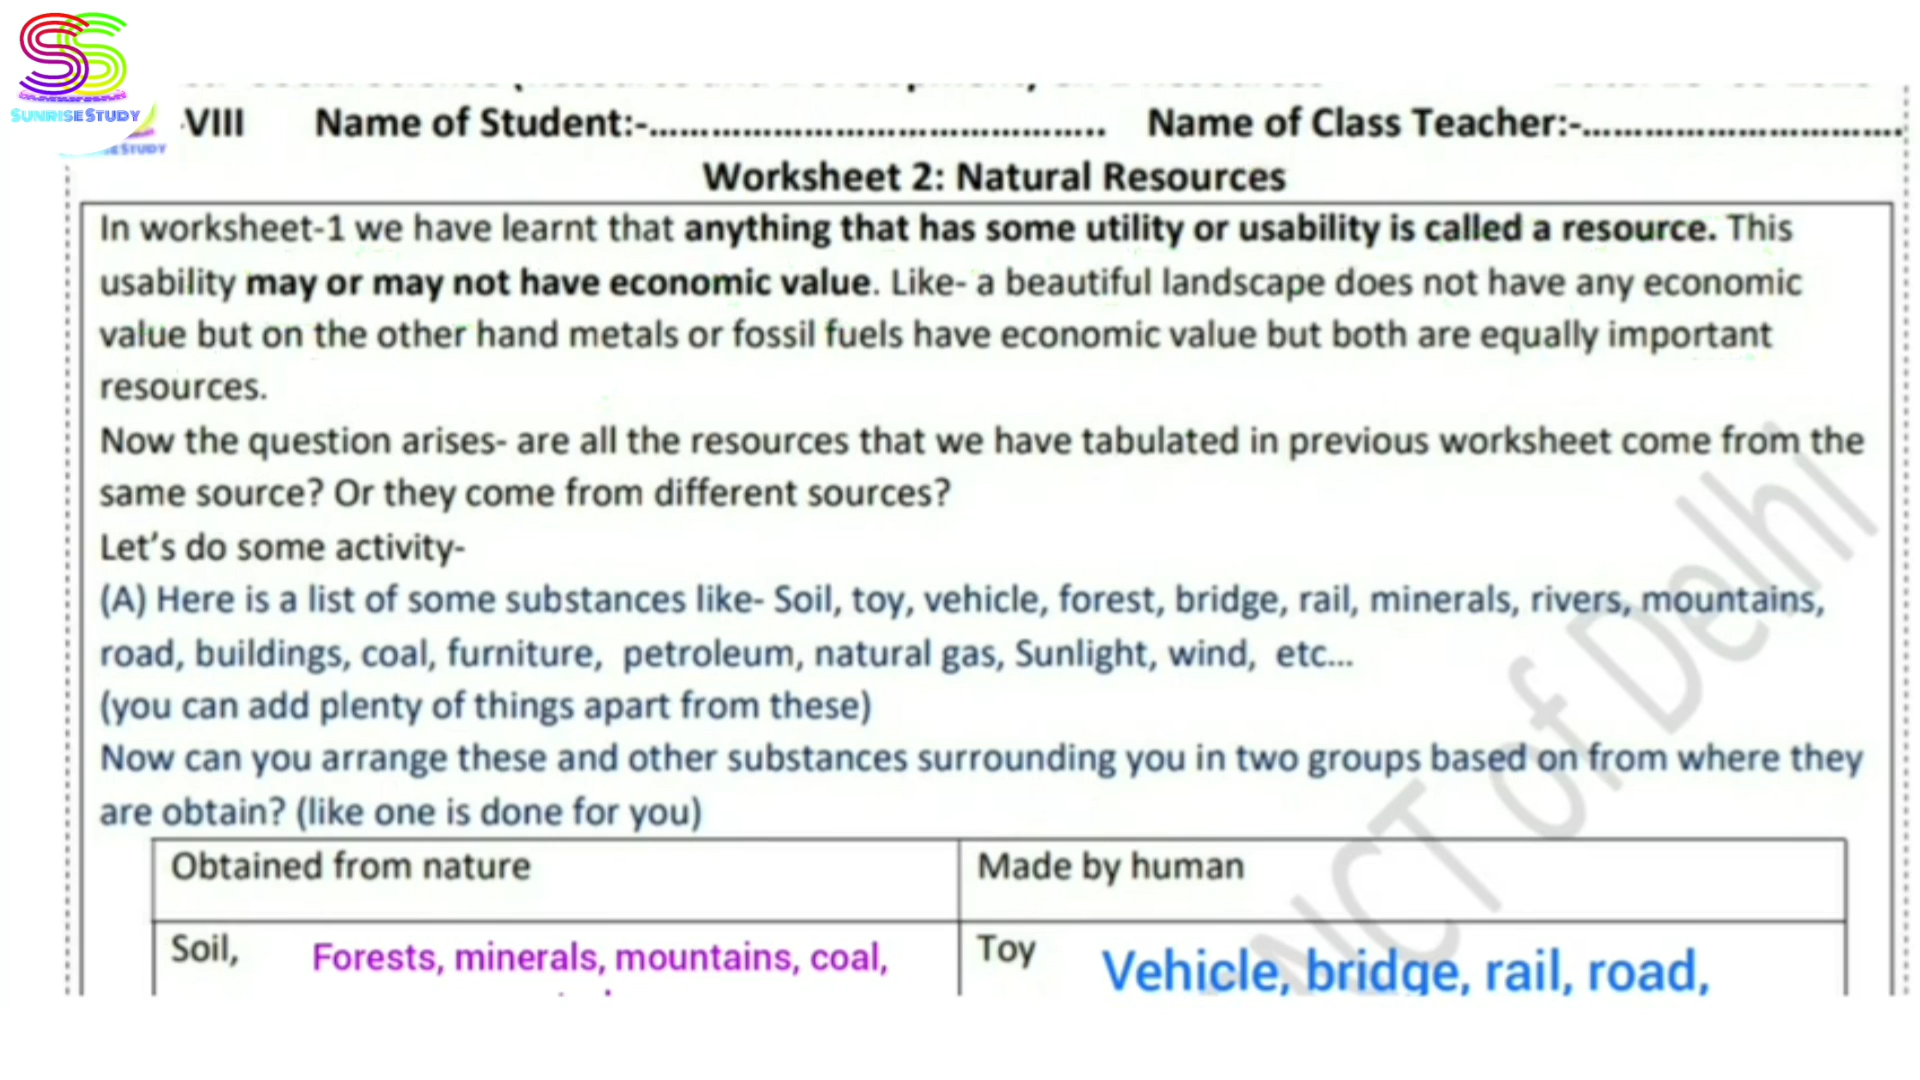 SS
SUNRISESTUDY
ESTUDY
-VIII Name of Student:-............................................. Name of Class Teacher:-.................................
Worksheet 2: Natural Resources
In worksheet-1 we have learnt that anything that has some utility or usability is called a resource. This
usability may or may not have economic value. Like- a beautiful landscape does not have any economic
value but on the other hand metals or fossil fuels have economic value but both are equally important
resources.
Now the question arises- are all the resources that we have tabulated in previous worksheet come from the
same source? Or they come from different sources?
Let's do some activity-
(A) Here is a list of some substances like- Soil, toy, vehicle, forest, bridge, rail, minerals, rivers, mountains,
road, buildings, coal, furniture, petroleum, natural gas, Sunlight, wind, etc...
(you can add plenty of things apart from these)
Now can you arrange these and other substances surrounding you in two groups based on from where they
are obtain? (like one is done for you)
Obtained from nature Made by human
Soil, Forests, minerals, mountains, coal, Toy Vehicle, bridge, rail, road,
NCT of Delhi